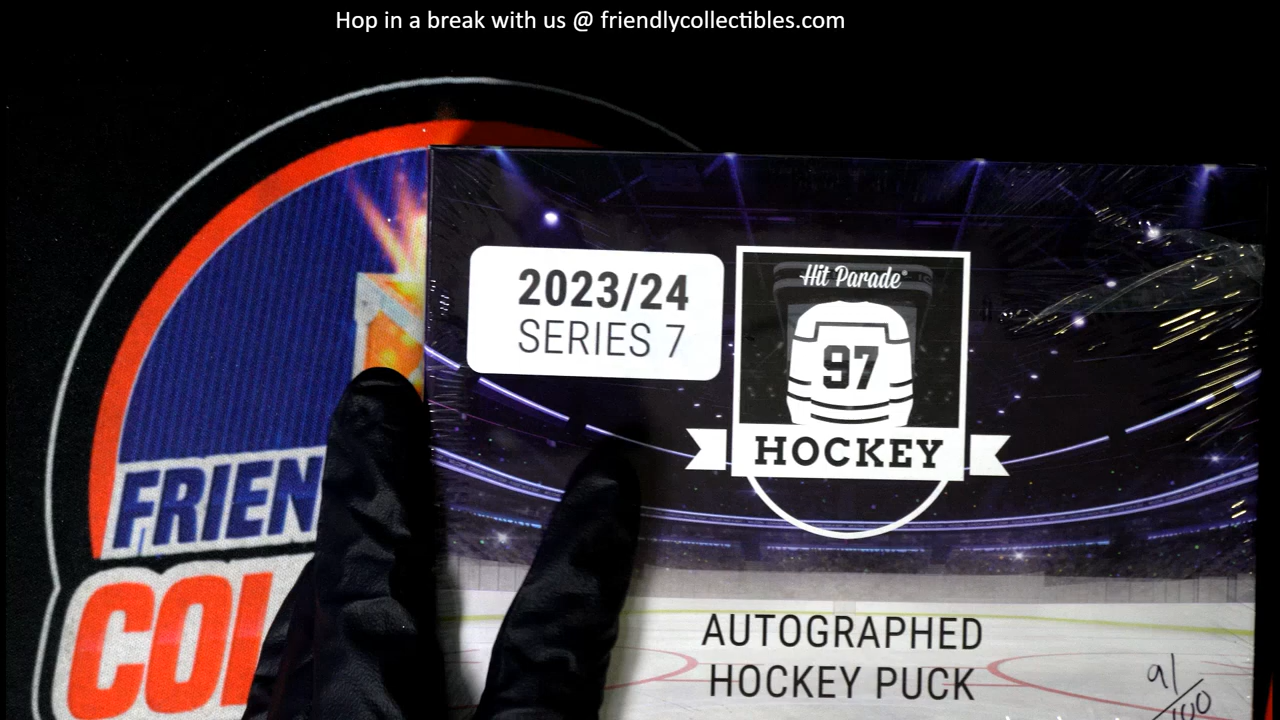 Hop in a break with us @ friendlycollectibles.com
2023/24
SERIES 7
Hit Parade
97
HOCKEY
FRIEN
COL
AUTOGRAPHED
HOCKEY PUCK
91/100